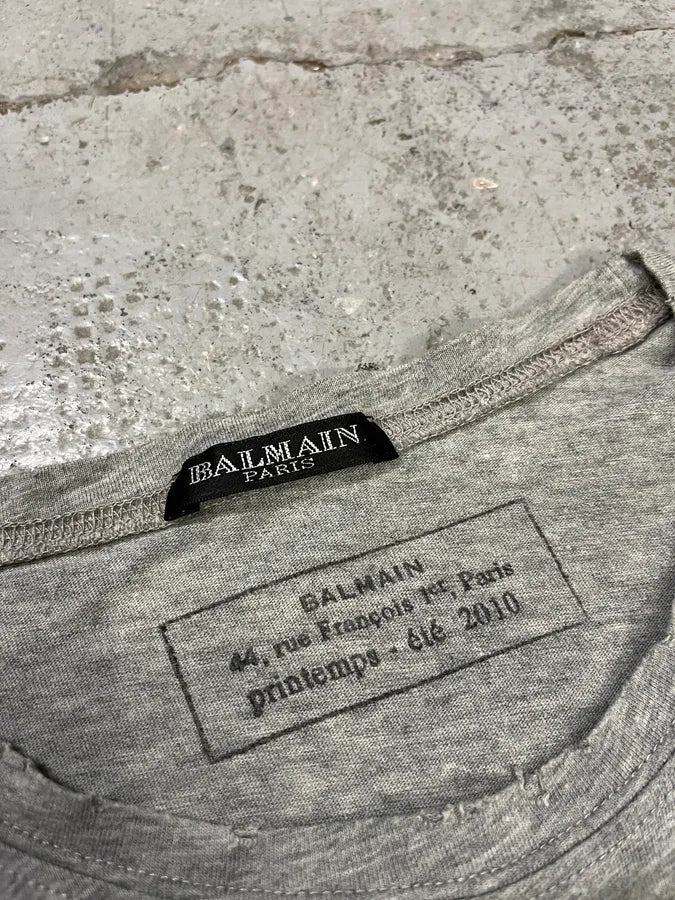 BALMAIN
PARIS
BALMAIN
44, rue François 1er, Paris
printemps - été 2010